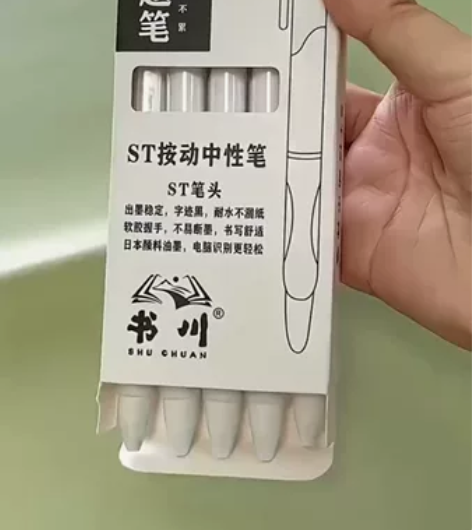 笔
不累
ST按动中性笔
ST笔头
出墨稳定，字迹黑，耐水不洇纸
软胶握手，不易断墨，书写舒适
日本颜料油墨，电脑识别更轻松
书川®
SHU CHUAN